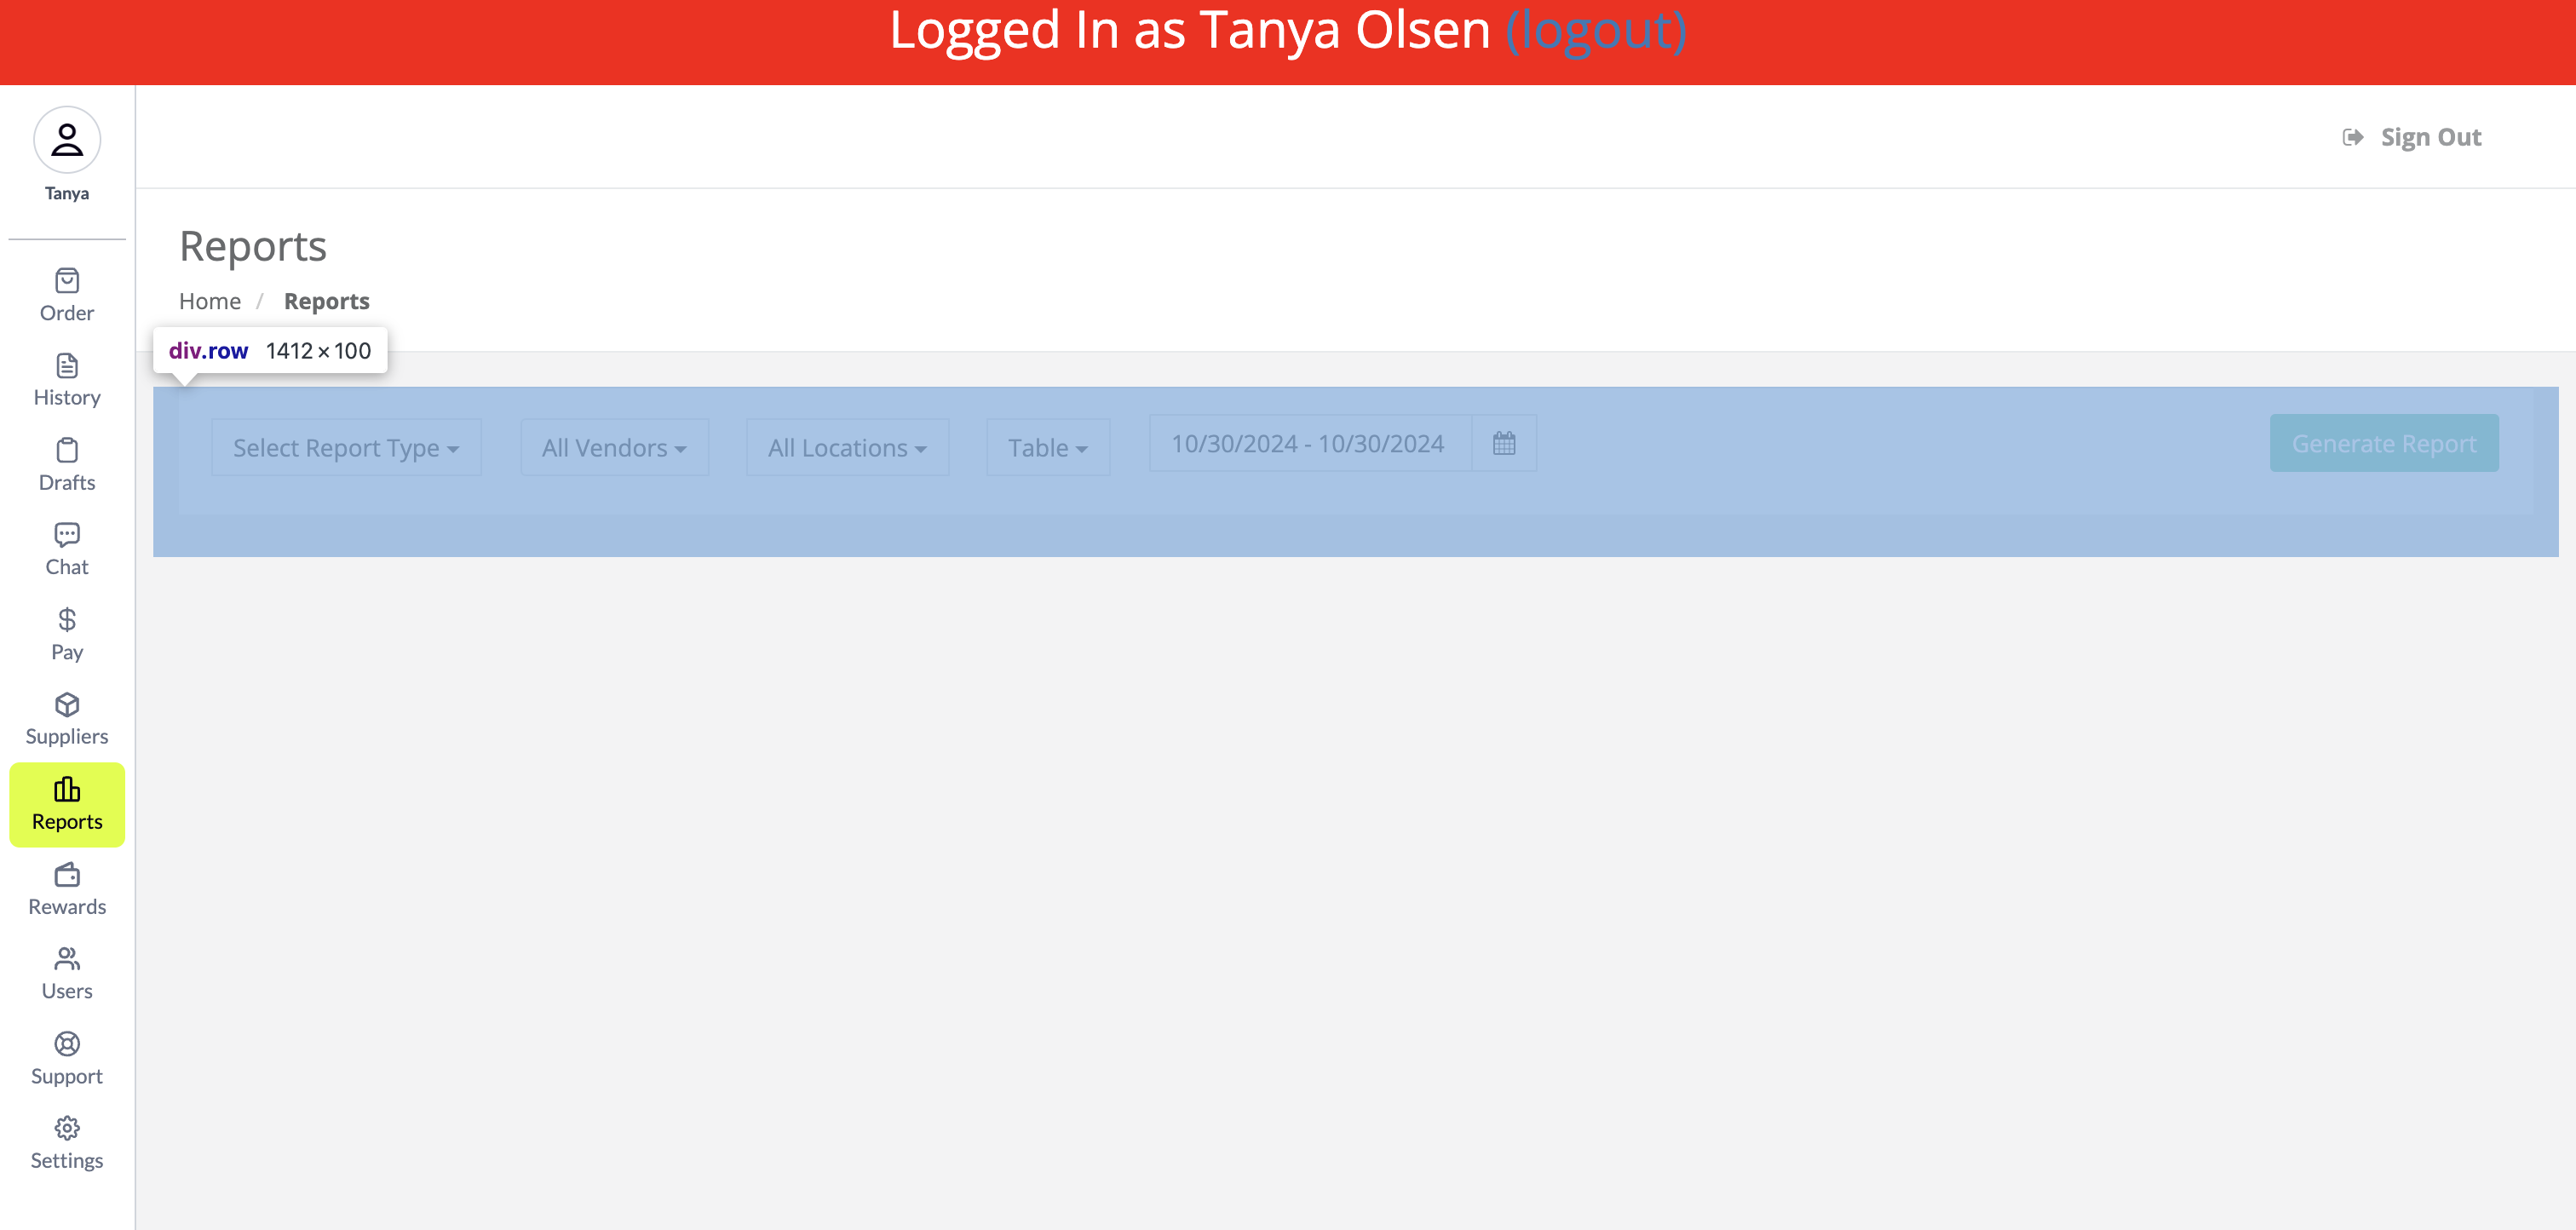 Logged In as Tanya Olsen (logout)
Tanya
Sign Out
Reports
Home / Reports
div.row 1412 × 100
Select Report Type
All Vendors
All Locations
Table
10/30/2024 - 10/30/2024
Generate Report
Order
History
Drafts
Chat
Pay
Suppliers
Reports
Rewards
Users
Support
Settings